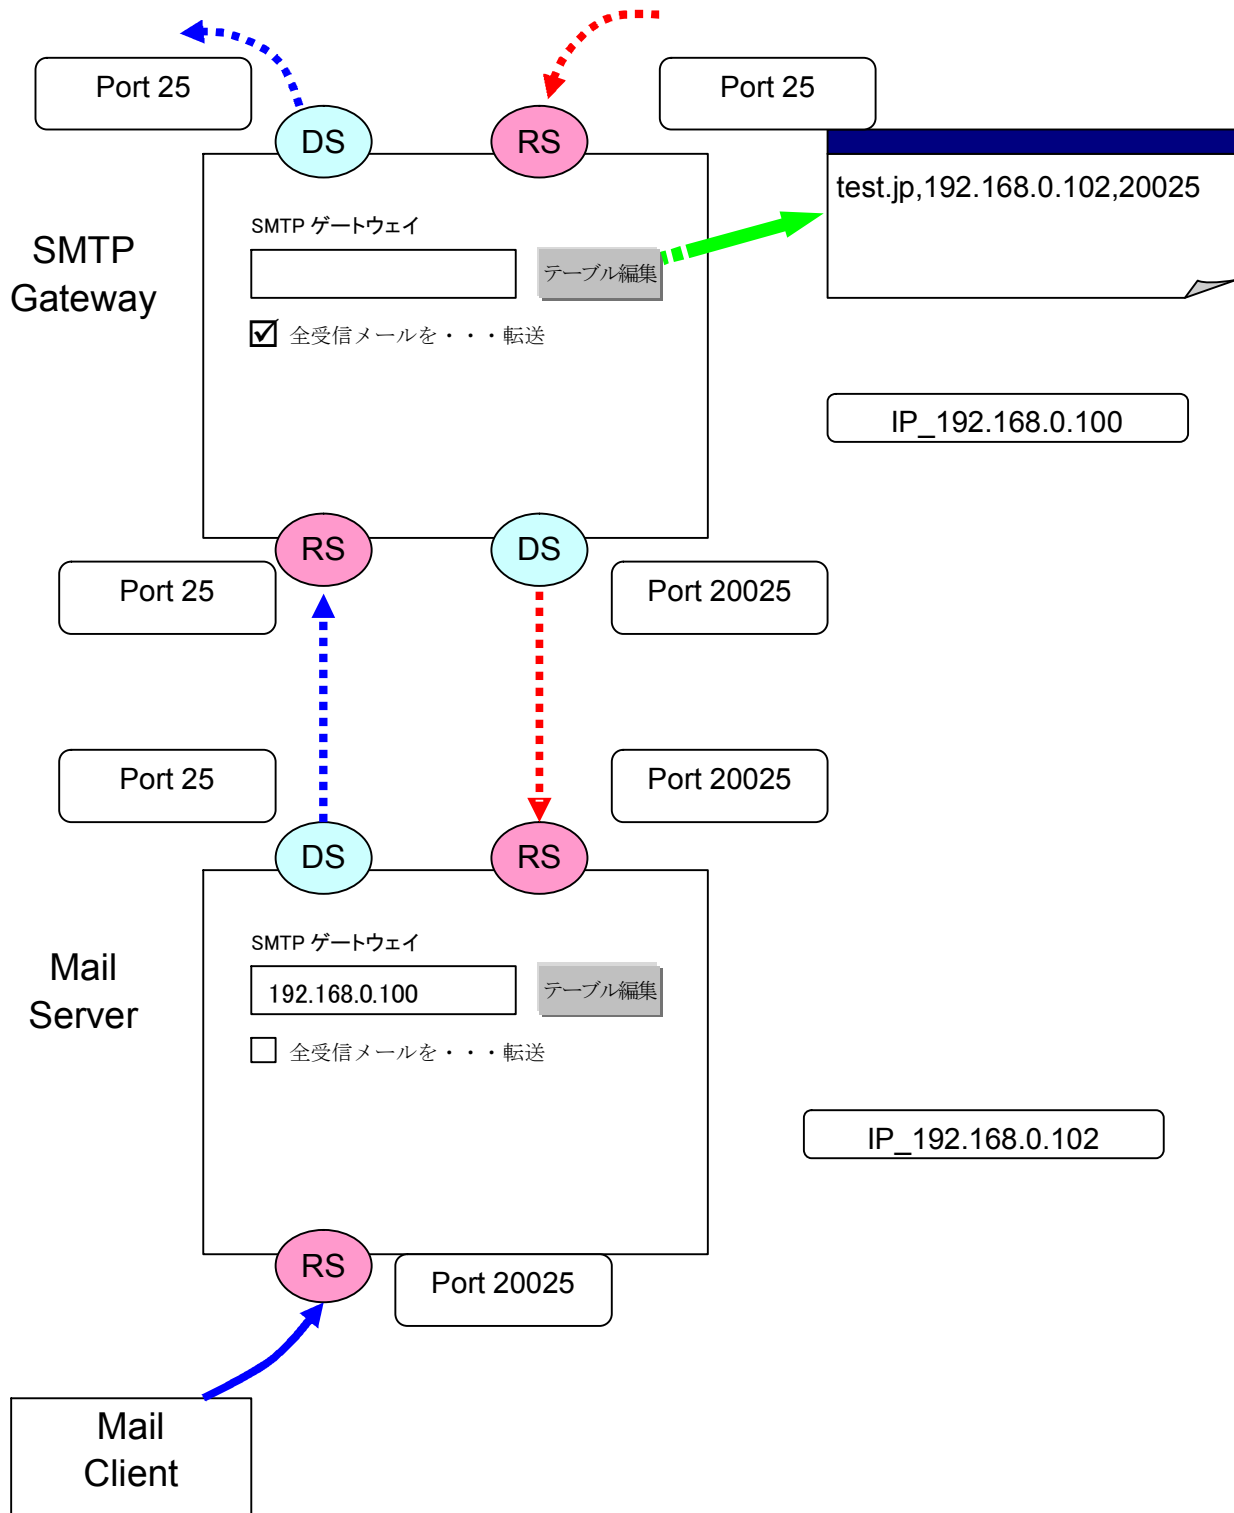 Port 25
Port 25
DS
RS
test.jp,192.168.0.102,20025
SMTP ゲートウェイ
テーブル編集
SMTP
Gateway
全受信メールを・・・転送
IP_192.168.0.100
RS
DS
Port 25
Port 20025
Port 25
Port 20025
DS
RS
SMTP ゲートウェイ
192.168.0.100
テーブル編集
Mail
Server
全受信メールを・・・転送
IP_192.168.0.102
RS
Port 20025
Mail
Client